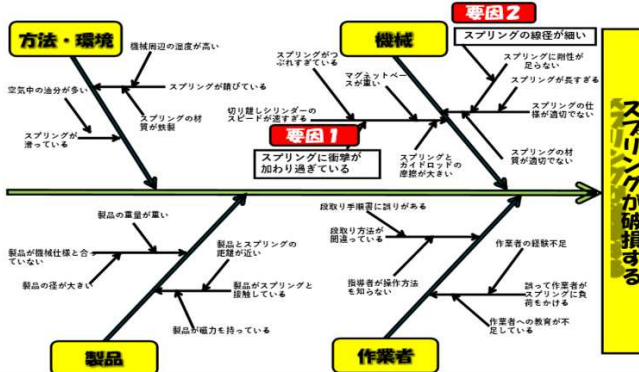 要因2
方法・環境
機械
スプリングの線径が細い
機械周辺の湿度が高い
スプリングがつ
ぶれすぎている
スプリングに剛性が
足らない
マグネットベー
スが重い
スプリングが長すぎる
空気中の油分が多い
スプリングが錆びている
切り離しシリンダーの
スピードが速すぎる
スプリングの仕
様が適切でない
スプリングの材
質が鉄製
スプリングが
滑っている
要因1
スプリングに衝撃が
加わり過ぎている
スプリングと
ガイドロッドの
摩擦が大きい
スプリングの材
質が適切でない
スプリングが破損する
製品の重量が重い
段取り手順書に誤りがある
製品が機械仕様と合っ
ていない
製品とスプリングの
距離が近い
段取り方法が
間違っている
作業者の経験不足
製品の径が大きい
製品がスプリングと
接触している
指導者が操作方法
を知らない
誤って作業者が
スプリングに負
荷をかける
製品が磁力も持っている
作業者への教育が不
足している
製品
作業者